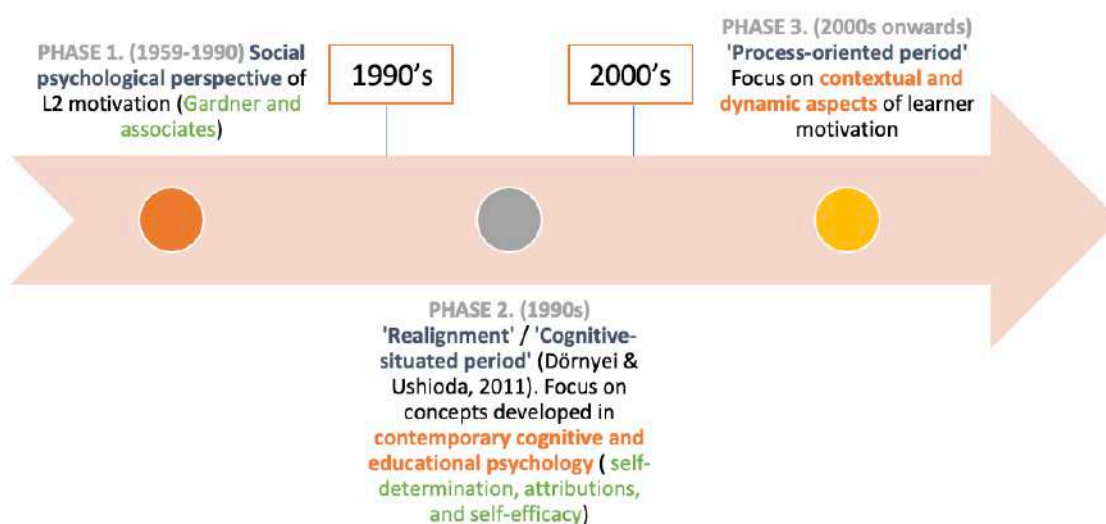 PHASE 1. (1959-1990) Social
psychological perspective of
L2 motivation (Gardner and
associates)
1990's
2000's
PHASE 3. (2000s onwards)
'Process-oriented period'
Focus on contextual and
dynamic aspects of learner
motivation
PHASE 2. (1990s)
'Realignment' / 'Cognitive-
situated period' (Dörnyei &
Ushioda, 2011). Focus on
concepts developed in
contemporary cognitive and
educational psychology ( self-
determination, attributions,
and self-efficacy)